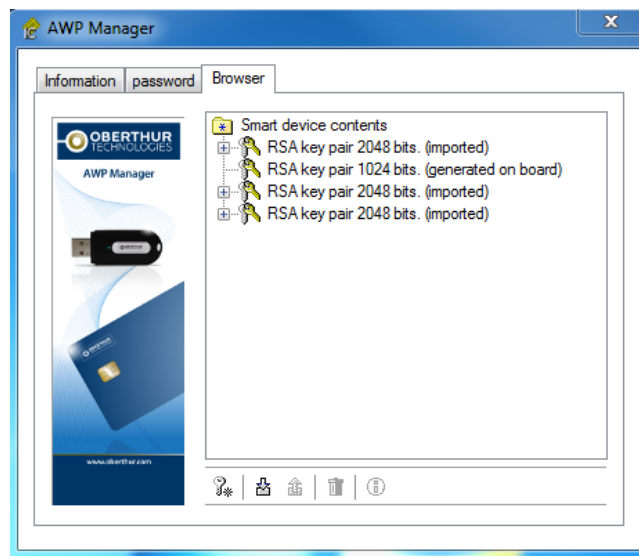 AWP Manager
Information
password
Browser
OBERTHUR
TECHNOLOGIES
AWP Manager
www.oberthur.com
Smart device contents
RSA key pair 2048 bits. (imported)
RSA key pair 1024 bits. (generated on board)
RSA key pair 2048 bits. (imported)
RSA key pair 2048 bits. (imported)